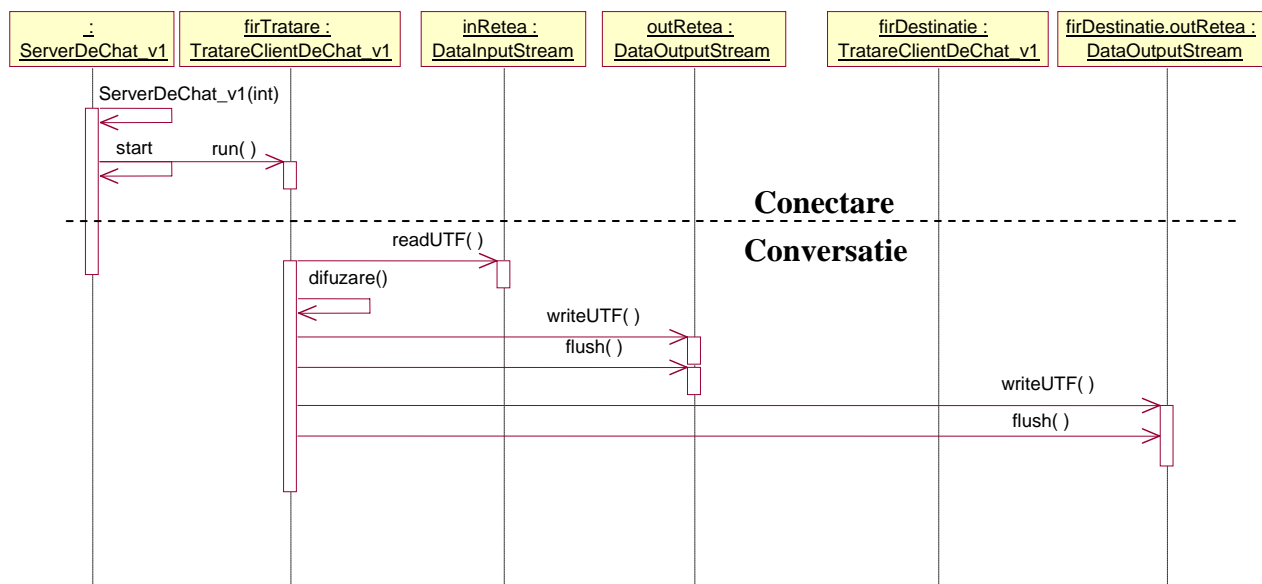 :
ServerDeChat_v1
firTratare :
TratareClientDeChat_v1
inRetea :
DataInputStream
outRetea :
DataOutputStream
firDestinatie :
TratareClientDeChat_v1
firDestinatie.outRetea :
DataOutputStream
ServerDeChat_v1(int)
start
run( )
Conectare
Conversatie
readUTF( )
difuzare()
writeUTF( )
flush( )
writeUTF( )
flush( )